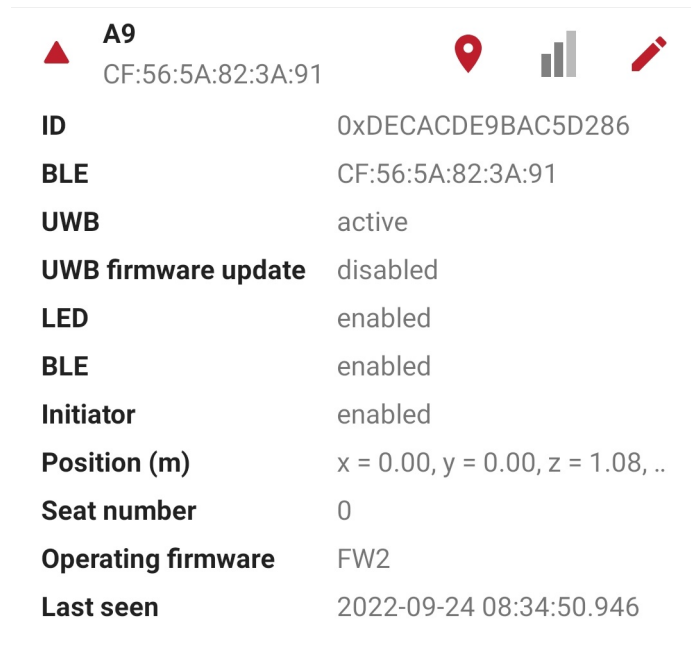 A9
CF:56:5A:82:3A:91
ID 0xDECACDE9BAC5D286
BLE CF:56:5A:82:3A:91
UWB active
UWB firmware update disabled
LED enabled
BLE enabled
Initiator enabled
Position (m) x = 0.00, y = 0.00, z = 1.08, ..
Seat number 0
Operating firmware FW2
Last seen 2022-09-24 08:34:50.946